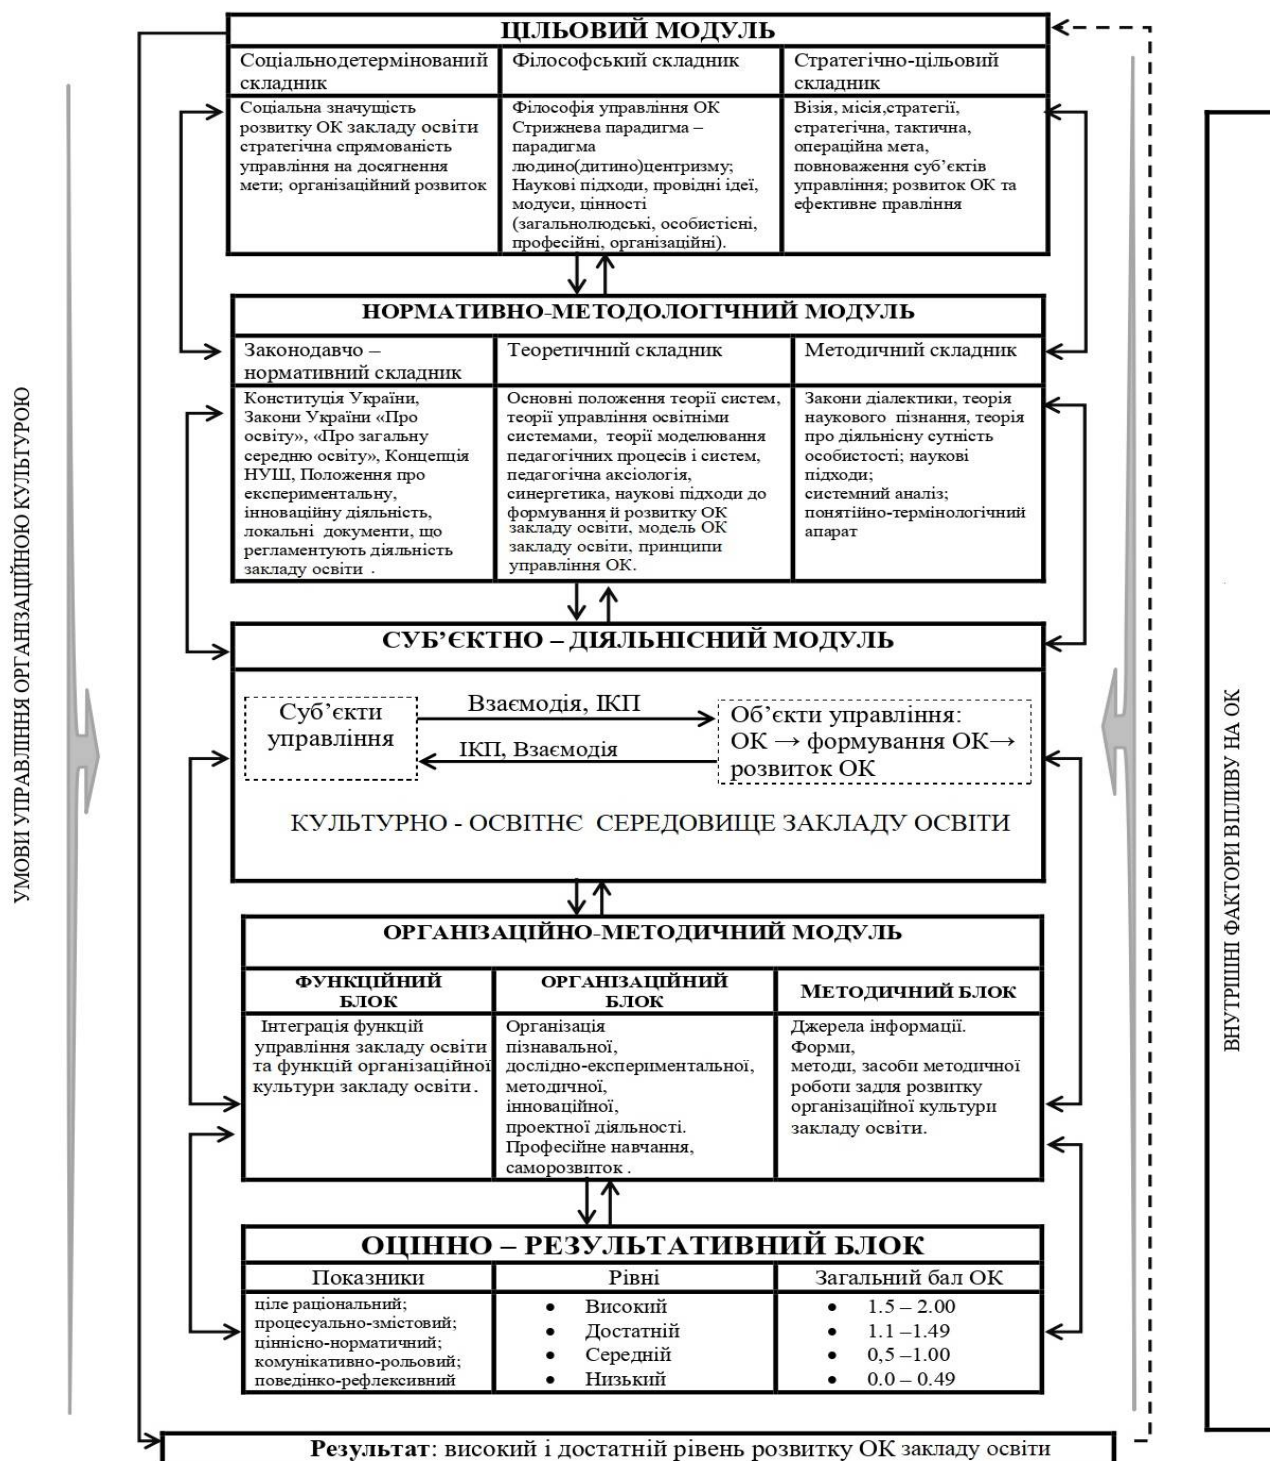 ЦІЛЬОВИЙ МОДУЛЬ
Соціальнодетермінований
складник
Філософський складник
Стратегічно-цільовий
складник
Соціальна значущість
розвитку ОК закладу освіти
стратегічна спрямованість
управління на досягнення
мети; організаційний розвиток
Філософія управління ОК
Стрижнева парадигма –
парадигма
людино(дитино)центризму;
Наукові підходи, провідні ідеї,
модуси, цінності
(загальнолюдські, особистісні,
професійні, організаційні).
Візія, місія,стратегії,
стратегічна, тактична,
операційна мета,
повноваження суб’єктів
управління; розвиток ОК та
ефективне правління
НОРМАТИВНО-МЕТОДОЛОГІЧНИЙ МОДУЛЬ
Законодавчо –
нормативний складник
Теоретичний складник
Методичний складник
Конституція України,
Закони України «Про
освіту», «Про загальну
середню освіту», Концепція
НУШ, Положення про
експериментальну,
інноваційну діяльність,
локальні документи, що
регламентують діяльність
закладу освіти .
Основні положення теорії систем,
теорії управління освітніми
системами, теорії моделювання
педагогічних процесів і систем,
педагогічна аксіологія,
синергетика, наукові підходи до
формування й розвитку ОК
закладу освіти, модель ОК
закладу освіти, принципи
управління ОК.
Закони діалектики, теорія
наукового пізнання, теорія
про діяльнісну сутність
особистості; наукові
підходи;
системний аналіз;
понятійно-термінологічний
апарат
СУБ’ЄКТНО – ДІЯЛЬНІСНИЙ МОДУЛЬ
Суб’єкти
управління
Взаємодія, ІКП
ІКП, Взаємодія
Об’єкти управління:
ОК → формування ОК→
розвиток ОК
КУЛЬТУРНО - ОСВІТНЄ СЕРЕДОВИЩЕ ЗАКЛАДУ ОСВІТИ
ОРГАНІЗАЦІЙНО-МЕТОДИЧНИЙ МОДУЛЬ
ФУНКЦІЙНИЙ
БЛОК
ОРГАНІЗАЦІЙНИЙ
БЛОК
МЕТОДИЧНИЙ БЛОК
Інтеграція функцій
управління закладу освіти
та функцій організаційної
культури закладу освіти.
Організація
пізнавальної,
дослідно-експериментальної,
методичної,
інноваційної,
проектної діяльності.
Професійне навчання,
саморозвиток .
Джерела інформації.
Форми,
методи, засоби методичної
роботи задля розвитку
організаційної культури
закладу освіти.
ОЦІННО – РЕЗУЛЬТАТИВНИЙ БЛОК
Показники
Рівні
Загальний бал ОК
ціле раціональний;
процесуально-змістовий;
ціннісно-норматичний;
комунікативно-рольовий;
поведінко-рефлексивний
• Високий
• Достатній
• Середній
• Низький
• 1.5 – 2.00
• 1.1 –1.49
• 0,5 –1.00
• 0.0 – 0.49
Результат: високий і достатній рівень розвитку ОК закладу освіти
УМОВИ УПРАВЛІННЯ ОРГАНІЗАЦІЙНОЮ КУЛЬТУРОЮ
ВНУТРІШНІ ФАКТОРИ ВПЛИВУ НА ОК